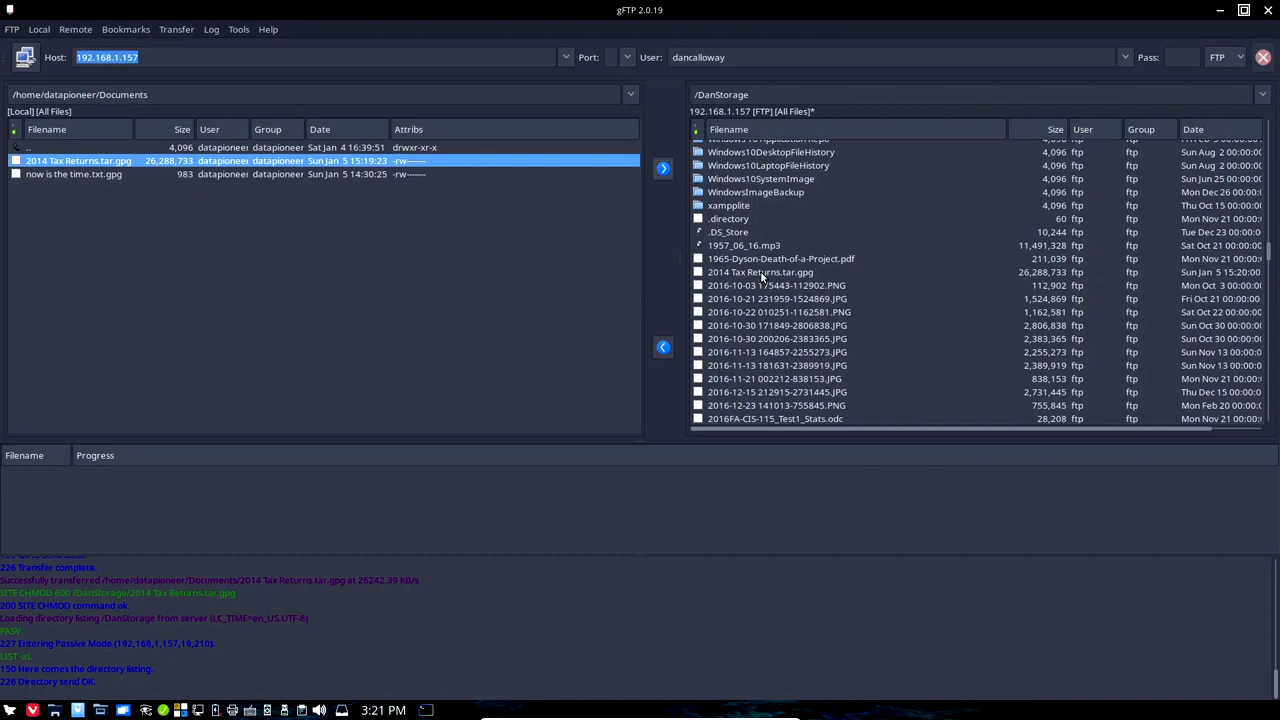 gFTP 2.0.19
FTP Local Remote Bookmarks Transfer Log Tools Help
Host: 192.168.1.157 Port: User: dancalloway Pass: FTP
/home/datapioneer/Documents
[Local] [All Files]
Filename Size User Group Date Attribs
.. 4,096 datapioneer datapioneer Sat Jan 4 16:39:51 drwxr-xr-x
2014 Tax Returns.tar.gpg 26,288,733 datapioneer datapioneer Sun Jan 5 15:19:23 -rw-------
now is the time.txt.gpg 983 datapioneer datapioneer Sun Jan 5 14:30:25 -rw-------
/DanStorage
192.168.1.157 [FTP] [All Files]*
Filename Size User Group Date
Windows10DesktopFileHistory 4,096 ftp ftp Sun Aug 2 00:00:
Windows10LoptopFileHistory 4,096 ftp ftp Sun Aug 2 00:00:
Windows10SystemImage 4,096 ftp ftp Sun Jun 25 00:00:
WindowsImageBackup 4,096 ftp ftp Mon Dec 26 00:00:
xampplite 4,096 ftp ftp Thu Oct 15 00:00:
.directory 60 ftp ftp Mon Nov 21 00:00:
.DS_Store 10,244 ftp ftp Tue Dec 23 00:00:
1957_06_16.mp3 11,491,328 ftp ftp Sat Oct 21 00:00:
1965-Dyson-Death-of-a-Project.pdf 211,039 ftp ftp Mon Nov 21 00:00:
2014 Tax Returns.tar.gpg 26,288,733 ftp ftp Sun Jan 5 15:20:00
2016-10-03 175443-112902.PNG 112,902 ftp ftp Mon Oct 3 00:00:
2016-10-21 231959-1524869.JPG 1,524,869 ftp ftp Fri Oct 21 00:00:
2016-10-22 010251-1162581.PNG 1,162,581 ftp ftp Sat Oct 22 00:00:
2016-10-30 171849-2806838.JPG 2,806,838 ftp ftp Sun Oct 30 00:00:
2016-10-30 200206-2383365.JPG 2,383,365 ftp ftp Sun Oct 30 00:00:
2016-11-13 164857-2255273.JPG 2,255,273 ftp ftp Sun Nov 13 00:00:
2016-11-13 181631-2389919.JPG 2,389,919 ftp ftp Sun Nov 13 00:00:
2016-11-21 002212-838153.JPG 838,153 ftp ftp Mon Nov 21 00:00:
2016-12-15 212915-2731445.JPG 2,731,445 ftp ftp Thu Dec 15 00:00:
2016-12-23 141013-755845.PNG 755,845 ftp ftp Mon Feb 20 00:00:
2016FA-CIS-115_Test1_Stats.odc 28,208 ftp ftp Mon Nov 21 00:00:
Filename Progress
226 Transfer complete.
Successfully transferred /home/datapioneer/Documents/2014 Tax Returns.tar.gpg at 26242.39 KB/s
SITE CHMOD 600 /DanStorage/2014 Tax Returns.tar.gpg
200 SITE CHMOD command ok.
Loading directory listing /DanStorage from server (LC_TIME=en_US.UTF-8)
PASV
227 Entering Passive Mode (192,168,1,157,19,210).
LIST -aL
150 Here comes the directory listing.
226 Directory send OK.
3:21 PM